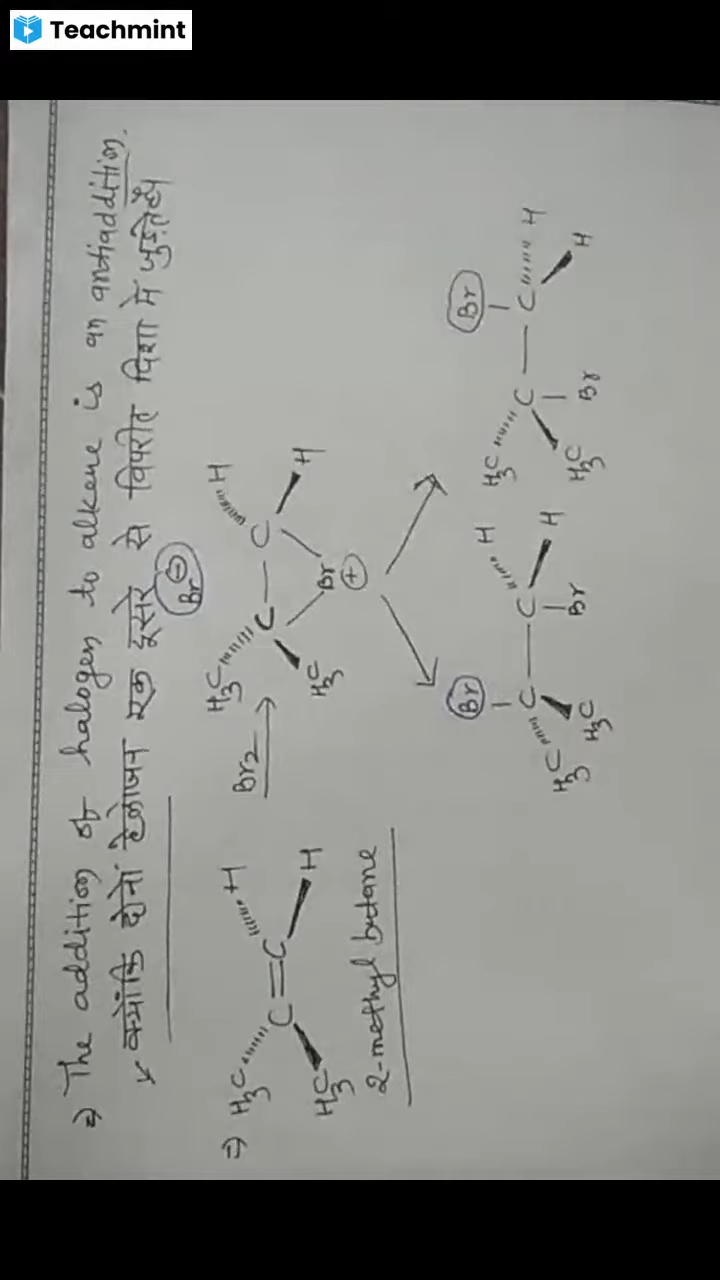 Teachmint
⇒) The addition of halogen to alkene is an antiaddition.
क्योंकि दोनों हैलोजन एक दूसरे से विपरीत दिशा में जुड़ते हैं
Br ⊖
H₃C H H₃C H
H₃C C=C H Br₂ → H₃C C — C H
Br ⊕
2-methyl butane
Br Br
H₃C H H₃C H
C — C C — C
H₃C H H₃C H
Br Br